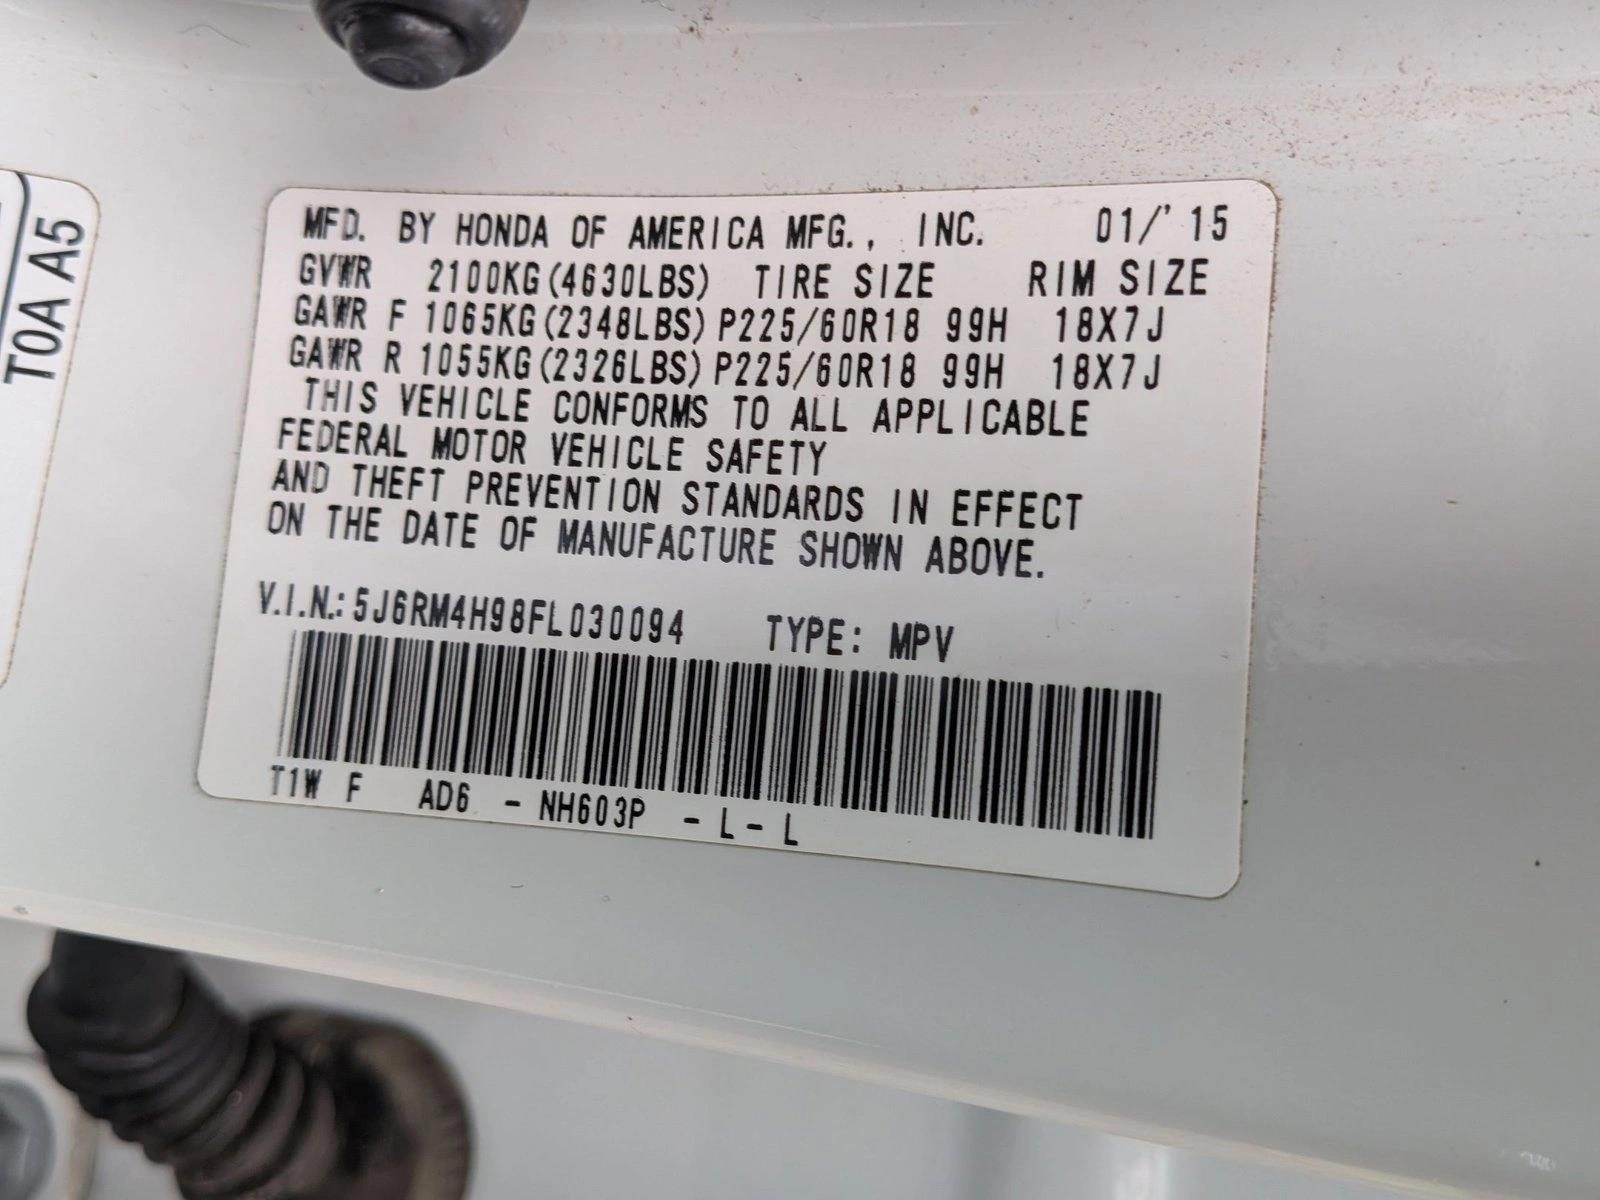 T0A A5
MFD. BY HONDA OF AMERICA MFG., INC. 01/'15
GVWR 2100KG(4630LBS) TIRE SIZE RIM SIZE
GAWR F 1065KG(2348LBS) P225/60R18 99H 18X7J
GAWR R 1055KG(2326LBS) P225/60R18 99H 18X7J
THIS VEHICLE CONFORMS TO ALL APPLICABLE
FEDERAL MOTOR VEHICLE SAFETY
AND THEFT PREVENTION STANDARDS IN EFFECT
ON THE DATE OF MANUFACTURE SHOWN ABOVE.
V.I.N.: 5J6RM4H98FL030094 TYPE: MPV
T1W F AD6 - NH603P - L - L